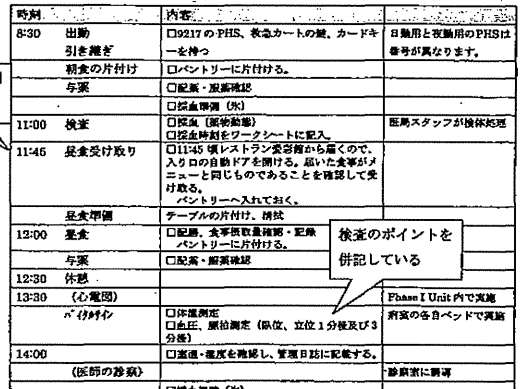 時刻 内容
8:30 出勤 □9217のPHS、救急カートの鍵、カードキ 日勤用と夜勤用のPHSは
引き継ぎ ーを持つ 番号が異なります。
朝食の片付け □パントリーに片付ける。
与薬 □配薬・服薬確認
□採血準備（氷）
11:00 検査 □採血（薬物動態） 医局スタッフが検体処理
□採血時刻をワークシートに記入。
11:45 昼食受け取り □11:45 頃レストラン愛彩館から届くので、
入り口の自動ドアを開ける。届いた食事がメ
ニューと同じものであることを確認して受
け取る。
パントリーへ入れておく。
昼食準備 テーブルの片付け、清拭
12:00 昼食 □配膳、食事摂取量確認・記録
パントリーに片付ける。
与薬 □配薬・服薬確認
検査のポイントを
併記している
12:30 休憩
13:30 （心電図） Phase I Unit 内で実施
バイタルサイン □体温測定 病室の各自ベッドで実施
□血圧、脈拍測定（臥位、立位1分後及び3
分後）
14:00 □室温・湿度を確認し、管理日誌に記載する。
（医師の診察） 診察室に誘導